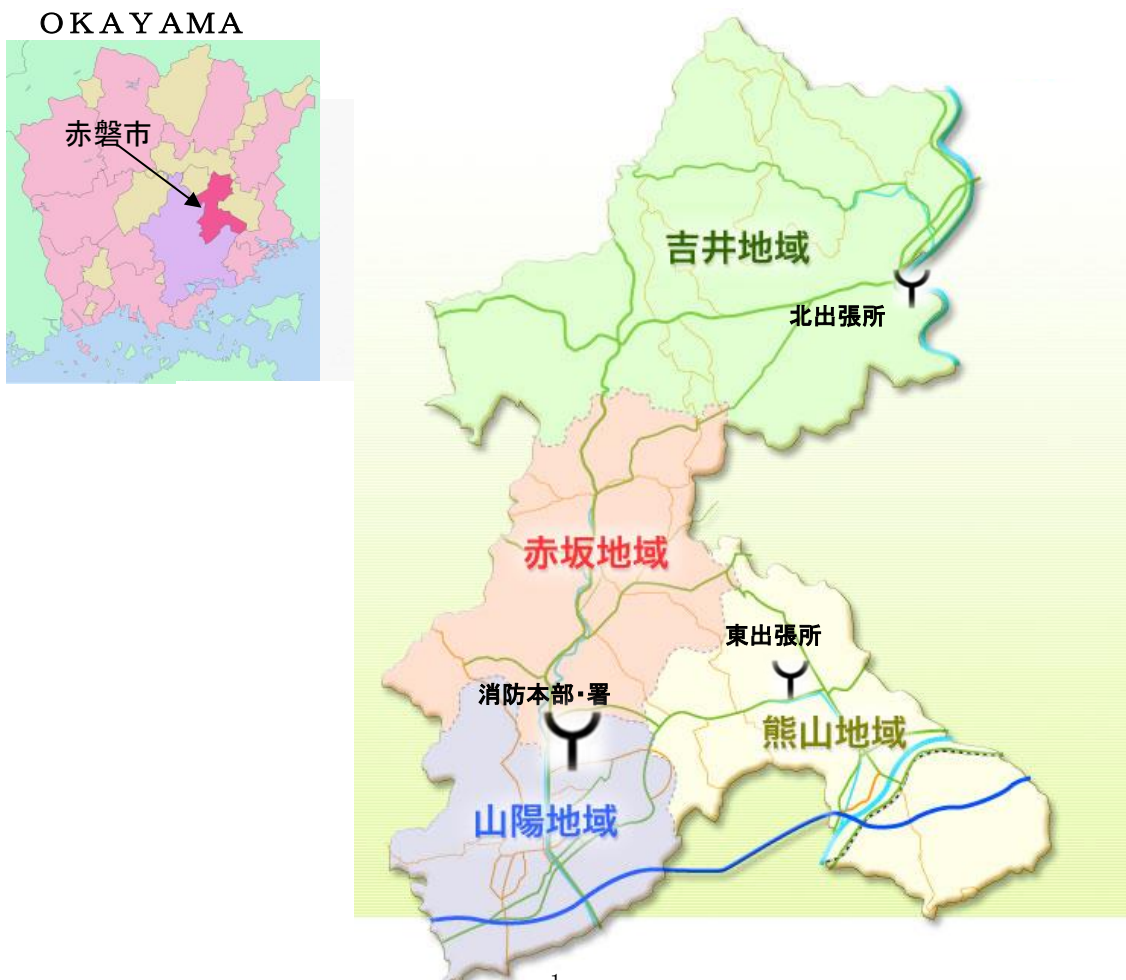 ＯＫＡＹＡＭＡ
赤磐市
吉井地域
北出張所
赤坂地域
東出張所
消防本部・署
熊山地域
山陽地域
1